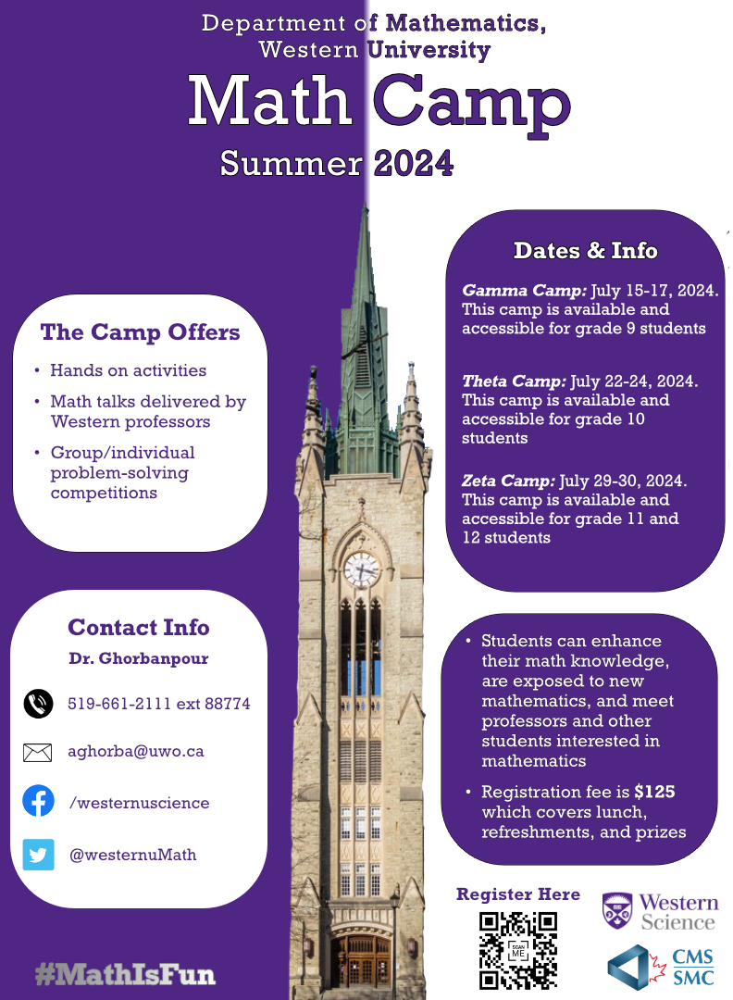 Department of Mathematics,
Western University
Math Camp
Summer 2024
The Camp Offers
• Hands on activities
• Math talks delivered by
Western professors
• Group/individual
problem-solving
competitions
Contact Info
Dr. Ghorbanpour
519-661-2111 ext 88774
aghorba@uwo.ca
/westernuscience
@westernuMath
#MathIsFun
Dates & Info
Gamma Camp: July 15-17, 2024.
This camp is available and
accessible for grade 9 students
Theta Camp: July 22-24, 2024.
This camp is available and
accessible for grade 10
students
Zeta Camp: July 29-30, 2024.
This camp is available and
accessible for grade 11 and
12 students
• Students can enhance
their math knowledge,
are exposed to new
mathematics, and meet
professors and other
students interested in
mathematics
• Registration fee is $125
which covers lunch,
refreshments, and prizes
Register Here
SCAN
ME
Western
Science
CMS
SMC